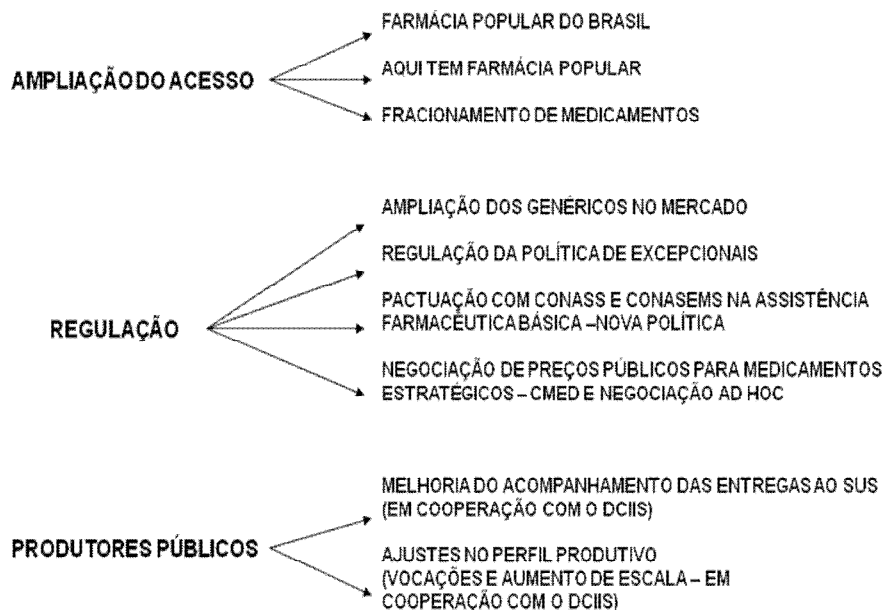 AMPLIAÇÃO DO ACESSO
FARMÁCIA POPULAR DO BRASIL
AQUI TEM FARMÁCIA POPULAR
FRACIONAMENTO DE MEDICAMENTOS
REGULAÇÃO
AMPLIAÇÃO DOS GENÉRICOS NO MERCADO
REGULAÇÃO DA POLÍTICA DE EXCEPCIONAIS
PACTUAÇÃO COM CONASS E CONASEMS NA ASSISTÊNCIA
FARMACÊUTICA BÁSICA –NOVA POLÍTICA
NEGOCIAÇÃO DE PREÇOS PÚBLICOS PARA MEDICAMENTOS
ESTRATÉGICOS – CMED E NEGOCIAÇÃO AD HOC
PRODUTORES PÚBLICOS
MELHORIA DO ACOMPANHAMENTO DAS ENTREGAS AO SUS
(EM COOPERAÇÃO COM O DCIIS)
AJUSTES NO PERFIL PRODUTIVO
(VOCAÇÕES E AUMENTO DE ESCALA – EM
COOPERAÇÃO COM O DCIIS)